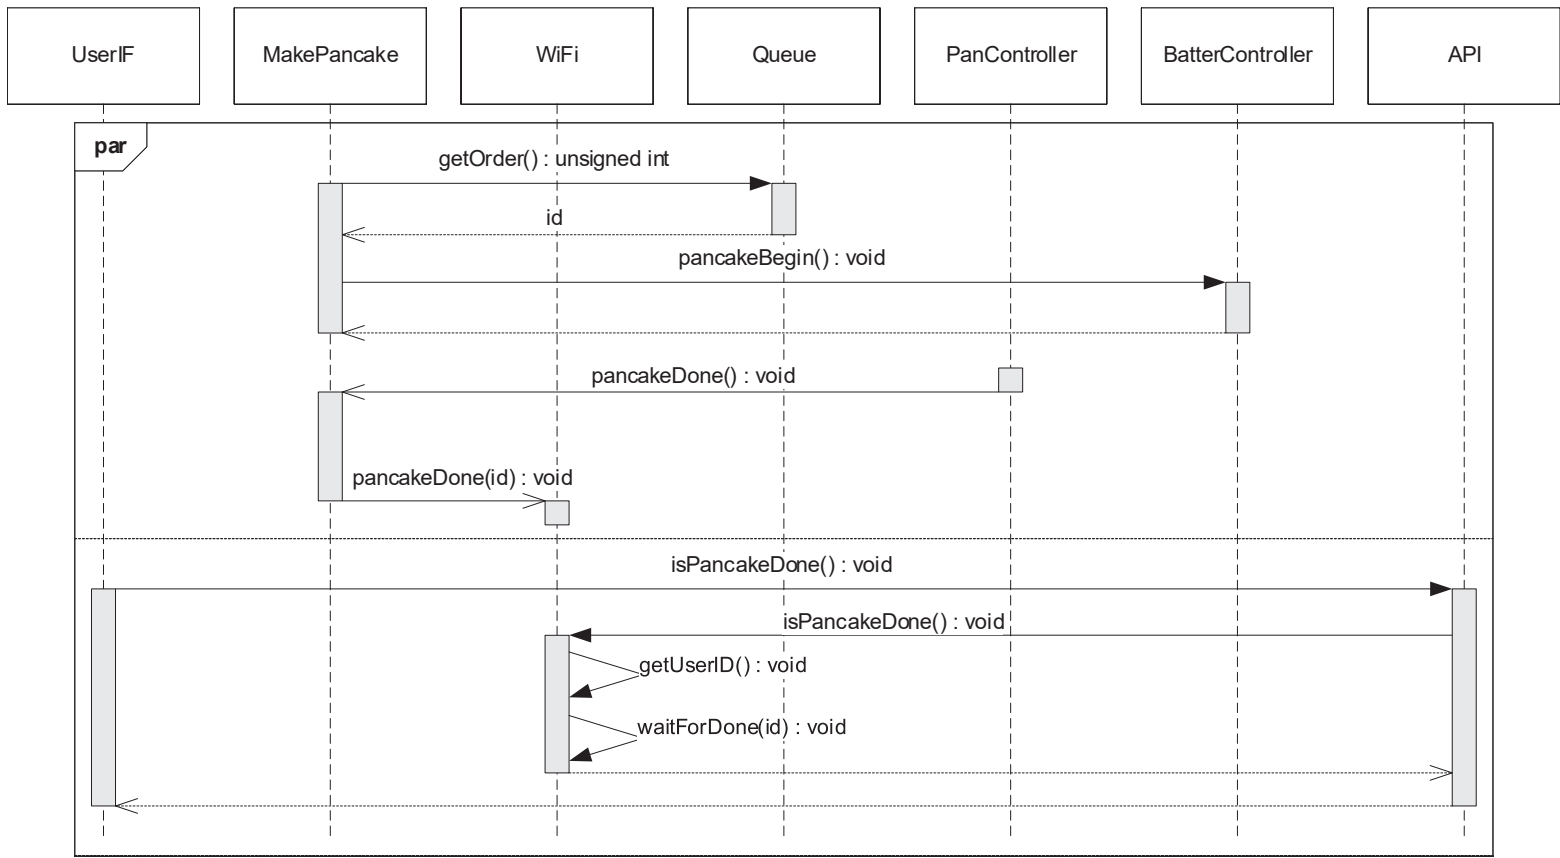 UserIF
MakePancake
WiFi
Queue
PanController
BatterController
API
par
getOrder() : unsigned int
id
pancakeBegin() : void
pancakeDone() : void
pancakeDone(id) : void
isPancakeDone() : void
isPancakeDone() : void
getUserID() : void
waitForDone(id) : void